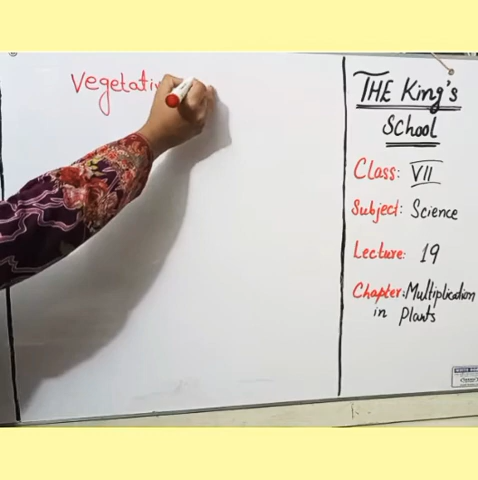 Vegetati
THE King's
School
Class: VII
Subject: Science
Lecture: 19
Chapter: Multiplication
in Plants